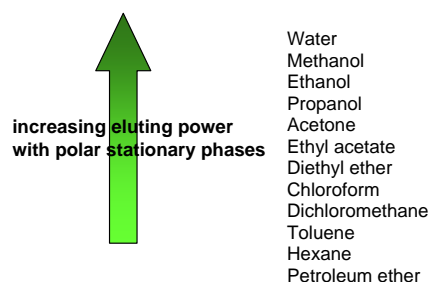 increasing eluting power
with polar stationary phases
Water
Methanol
Ethanol
Propanol
Acetone
Ethyl acetate
Diethyl ether
Chloroform
Dichloromethane
Toluene
Hexane
Petroleum ether